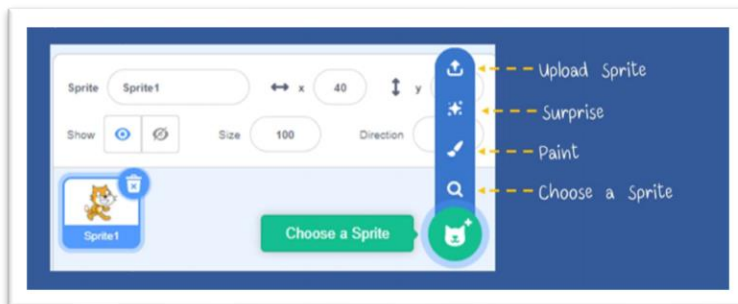 Upload Sprite
Sprite Sprite1 x 40 y
Surprise
Show Size 100 Direction
Paint
Choose a Sprite
Sprite1
Choose a Sprite